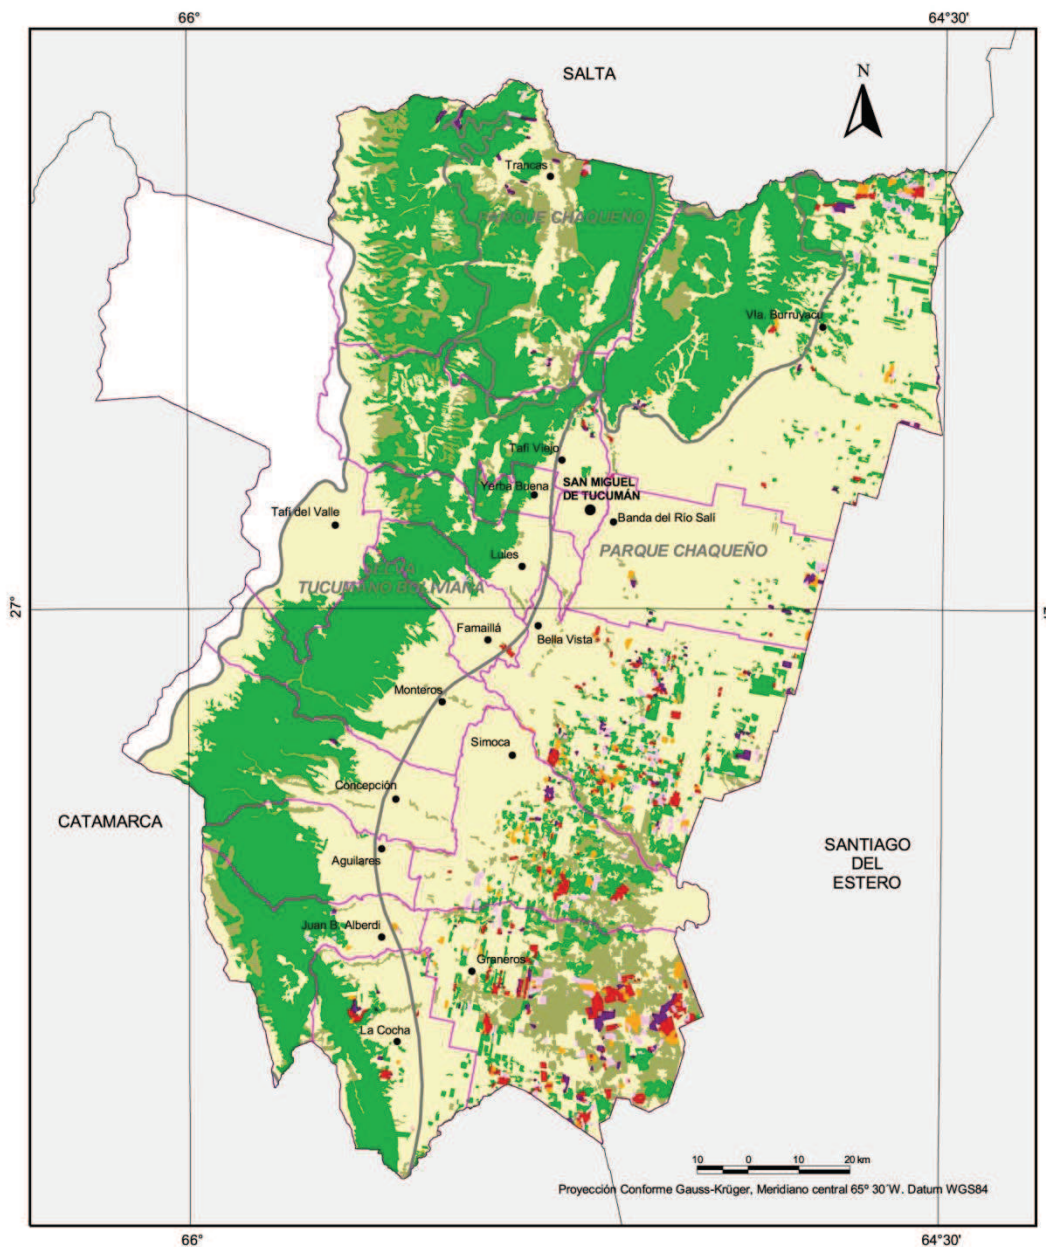 66°
64°30'
SALTA
N
Trancas
PARQUE CHAQUEÑO
Vla. Burruyacu
Tafí Viejo
SAN MIGUEL
DE TUCUMÁN
Yerba Buena
Tafí del Valle
Banda del Río Salí
PARQUE CHAQUEÑO
Lules
SELVA
TUCUMANO BOLIVIANA
27°
Famaillá
Bella Vista
Monteros
Simoca
Concepción
CATAMARCA
SANTIAGO
DEL
ESTERO
Aguilares
Juan B. Alberdi
Graneros
La Cocha
10 0 10 20 km
Proyección Conforme Gauss-Krüger, Meridiano central 65º 30´W. Datum WGS84
66°
64°30'